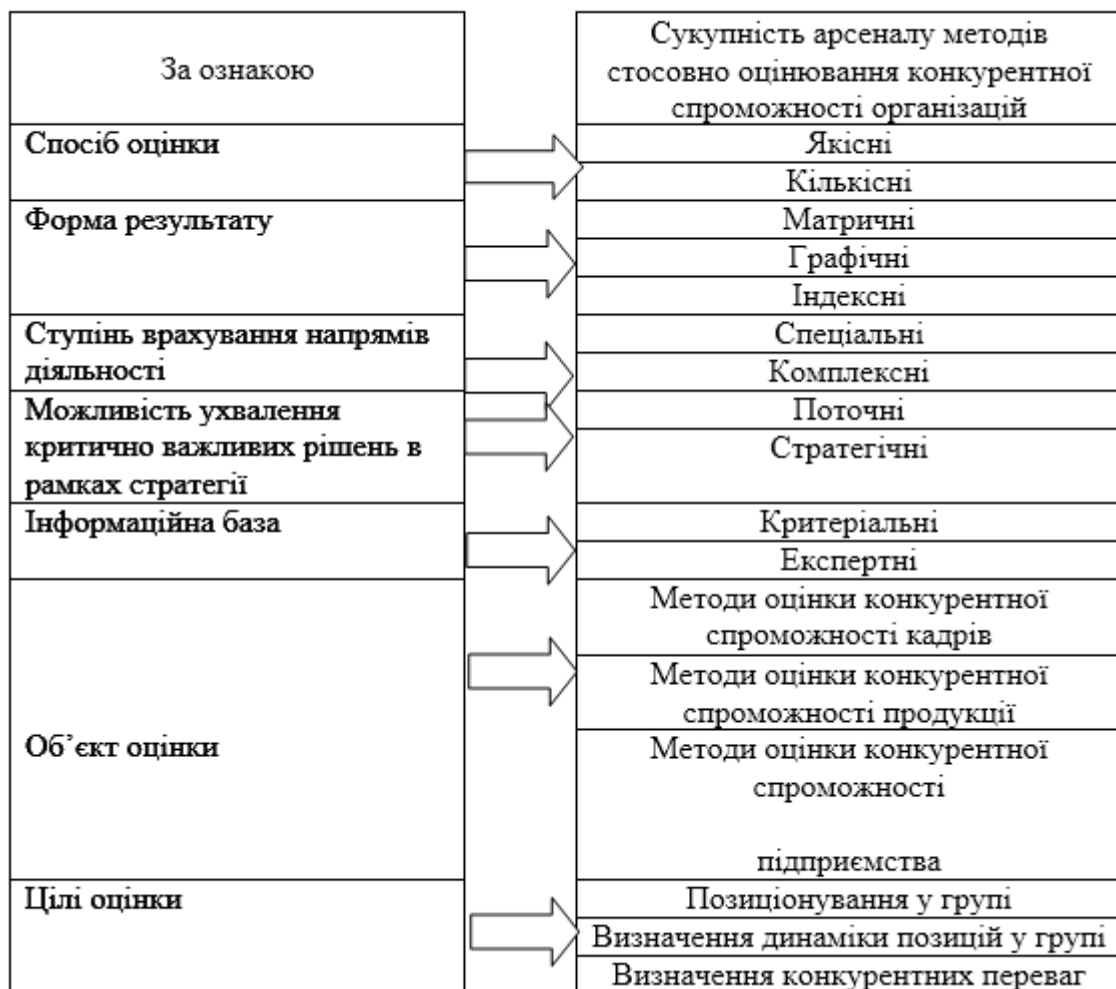 За ознакою
Сукупність арсеналу методів
стосовно оцінювання конкурентної
спроможності організацій
Спосіб оцінки
Якісні
Кількісні
Форма результату
Матричні
Графічні
Індексні
Ступінь врахування напрямів
діяльності
Спеціальні
Комплексні
Можливість ухвалення
критично важливих рішень в
рамках стратегії
Поточні
Стратегічні
Інформаційна база
Критеріальні
Експертні
Об’єкт оцінки
Методи оцінки конкурентної
спроможності кадрів
Методи оцінки конкурентної
спроможності продукції
Методи оцінки конкурентної
спроможності
підприємства
Цілі оцінки
Позиціонування у групі
Визначення динаміки позицій у групі
Визначення конкурентних переваг